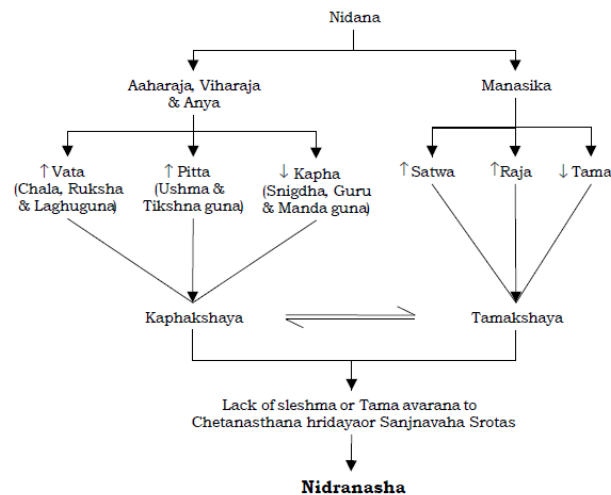 Nidana
Aaharaja, Viharaja
& Anya
Manasika
↑Vata
(Chala, Ruksha
& Laghuguna)
↑Pitta
(Ushma &
Tikshna guna)
↓ Kapha
(Snigdha, Guru
& Manda guna)
↑Satwa
↑Raja
↓ Tama
Kaphakshaya
Tamakshaya
Lack of sleshma or Tama avarana to
Chetanasthana hridayaor Sanjnavaha Srotas
Nidranasha